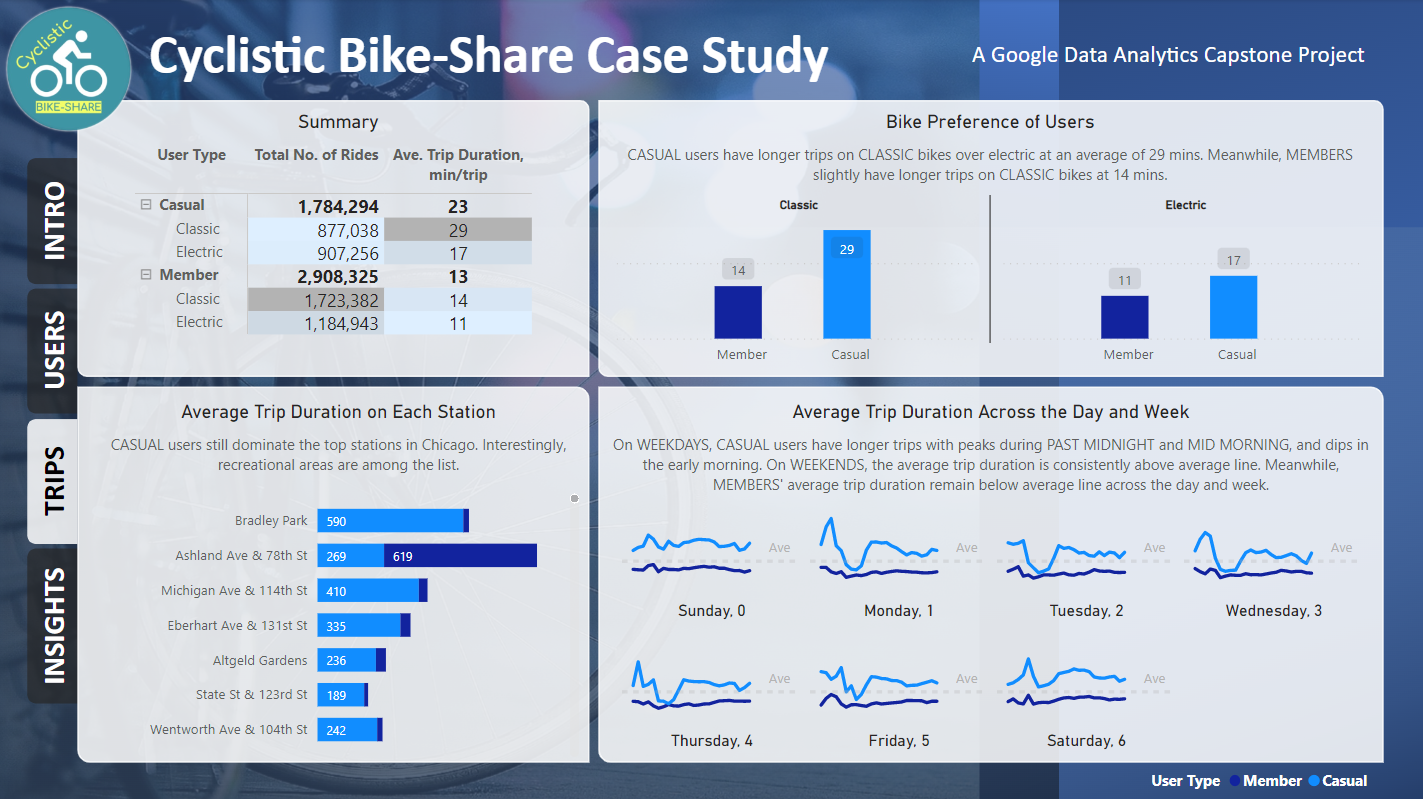 Cyclistic
BIKE-SHARE
Cyclistic Bike-Share Case Study
A Google Data Analytics Capstone Project
INTRO
USERS
TRIPS
INSIGHTS
Summary
User Type Total No. of Rides Ave. Trip Duration,
min/trip
Casual 1,784,294 23
Classic 877,038 29
Electric 907,256 17
Member 2,908,325 13
Classic 1,723,382 14
Electric 1,184,943 11
Bike Preference of Users
CASUAL users have longer trips on CLASSIC bikes over electric at an average of 29 mins. Meanwhile, MEMBERS
slightly have longer trips on CLASSIC bikes at 14 mins.
Classic Electric
29
14
17
11
Member Casual Member Casual
Average Trip Duration on Each Station
CASUAL users still dominate the top stations in Chicago. Interestingly,
recreational areas are among the list.
Bradley Park 590
Ashland Ave & 78th St 269 619
Michigan Ave & 114th St 410
Eberhart Ave & 131st St 335
Altgeld Gardens 236
State St & 123rd St 189
Wentworth Ave & 104th St 242
Average Trip Duration Across the Day and Week
On WEEKDAYS, CASUAL users have longer trips with peaks during PAST MIDNIGHT and MID MORNING, and dips in
the early morning. On WEEKENDS, the average trip duration is consistently above average line. Meanwhile,
MEMBERS' average trip duration remain below average line across the day and week.
Ave Ave Ave Ave
Sunday, 0 Monday, 1 Tuesday, 2 Wednesday, 3
Ave Ave Ave
Thursday, 4 Friday, 5 Saturday, 6
User Type Member Casual